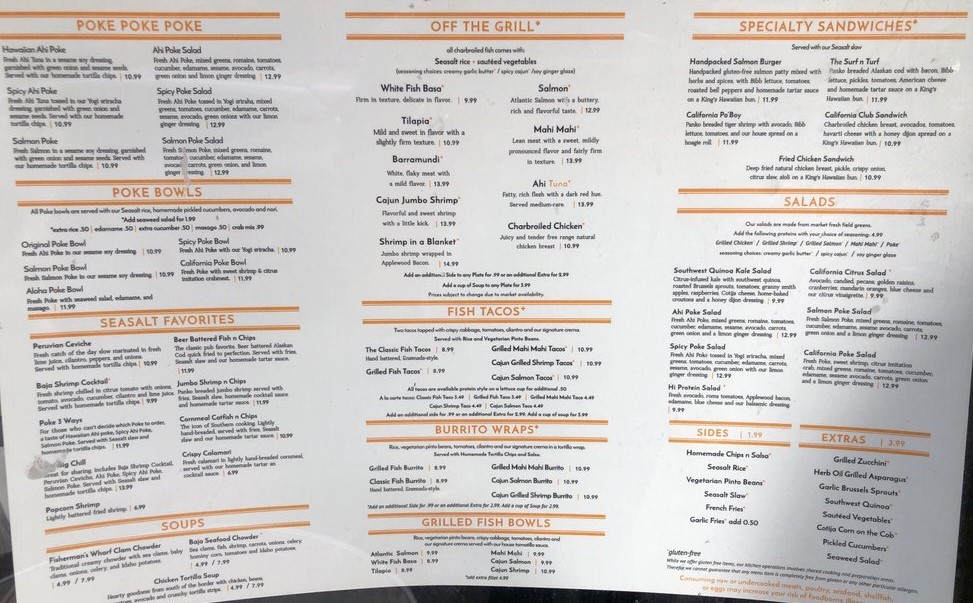 POKE POKE POKE
Hawaiian Ahi Poke
Fresh Ahi Tuna in a sesame soy dressing,
garnished with green onion and sesame seeds.
Served with our homemade tortilla chips. | 10.99
Spicy Ahi Poke
Fresh Ahi Tuna tossed in our Yogi sriracha
dressing, garnished with green onion and
sesame seeds. Served with our homemade tortilla
chips. | 10.99
Salmon Poke
Fresh Salmon in a sesame soy dressing, garnished
with green onion and sesame seeds. Served with
our homemade tortilla chips. | 10.99
Ahi Poke Salad
Fresh Ahi Poke, mixed greens, romaine, tomatoes,
cucumber, edamame, sesame, avocado, carrots,
green onion and limon ginger dressing. | 12.99
Spicy Poke Salad
Fresh Ahi Poke tossed in Yogi sriracha, mixed
greens, tomatoes, cucumber, edamame, carrots,
sesame, avocado, green onions with our limon
ginger dressing. | 12.99
Salmon Poke Salad
Fresh Salmon Poke, mixed greens, romaine,
tomatoes, cucumber, edamame, sesame,
avocado, carrots, green onion and limon
ginger dressing. | 12.99
POKE BOWLS
All Poke bowls are served with our Seasalt rice, homemade pickled cucumbers, avocado and nori.
*Add seaweed salad for 1.99
*extra rice .50 | edamame .50 | extra cucumber .50 | masago .50 | crab mix .99
Original Poke Bowl
Fresh Ahi Poke in our sesame soy dressing. | 10.99
Salmon Poke Bowl
Fresh Salmon Poke in our sesame soy dressing. | 10.99
Aloha Poke Bowl
Fresh Poke with seaweed salad, edamame, and
masago. | 11.99
Spicy Poke Bowl
Fresh Ahi Poke with our Yogi sriracha. | 10.99
California Poke Bowl
Fresh Poke with sweet shrimp & citrus
imitation crabmeat. | 11.99
SEASALT FAVORITES
Peruvian Ceviche
Fresh catch of the day slow marinated in fresh
lime juice, cilantro, peppers, and onions.
Served with homemade tortilla chips. | 10.99
Baja Shrimp Cocktail*
Fresh shrimp chilled in citrus tomato with onions,
tomato, avocado, cucumber, cilantro and lime juice.
Served with homemade tortilla chips. | 9.99
Poke 3 Ways
For those who can't decide which Poke to order,
a taste of Hawaiian Ahi poke, Spicy Ahi Poke,
Salmon Poke. Served with Seasalt slaw and
homemade tortilla chips. | 11.99
Chill
Great for sharing. Includes Baja Shrimp Cocktail,
Peruvian Ceviche, Ahi Poke, Spicy Ahi Poke,
Salmon Poke. Served with Seasalt slaw and
homemade tortilla chips. | 13.99
Popcorn Shrimp
Lightly battered fried shrimp. | 6.99
Beer Battered Fish n Chips
The classic pub favorite. Beer battered Alaskan
Cod quick fried to perfection. Served with fries,
Seasalt slaw and our homemade tartar sauce.
| 11.99
Jumbo Shrimp n Chips
Panko breaded jumbo shrimp served with
fries, Seasalt slaw, homemade cocktail sauce
and homemade tartar sauce. | 11.99
Cornmeal Catfish n Chips
The icon of Southern cooking. Lightly
hand-breaded, served with fries, Seasalt
slaw and our homemade tartar sauce. | 10.99
Crispy Calamari
Fresh calamari in lightly hand-breaded cornmeal,
served with our homemade tartar an
cocktail sauce | 6.99
SOUPS
Fisherman's Wharf Clam Chowder
Traditional creamy chowder with sea clams, baby
clams, onions, celery, and Idaho potatoes.
| 4.99 / 7.99
Baja Seafood Chowder*
Sea clams, fish, shrimp, carrots, onions, celery,
hominy corn, tomatoes and Idaho potatoes.
| 4.99 / 7.99
Chicken Tortilla Soup
Hearty goodness from south of the border with chicken, beans,
tomatoes, avocado and crunchy tortilla strips. | 4.99 / 7.99
OFF THE GRILL*
all charbroiled fish comes with:
Seasalt rice + sautéed vegetables
(seasoning choices: creamy garlic butter* / spicy cajun* / soy ginger glaze)
White Fish Basa*
Firm in texture, delicate in flavor. | 9.99
Tilapia*
Mild and sweet in flavor with a
slightly firm texture. | 10.99
Barramundi*
White, flaky meat with
a mild flavor. | 13.99
Cajun Jumbo Shrimp*
Flavorful and sweet shrimp
with a little kick. | 13.99
Shrimp in a Blanket*
Jumbo shrimp wrapped in
Applewood Bacon. | 14.99
Salmon*
Atlantic Salmon with a buttery,
rich and flavorful taste. | 12.99
Mahi Mahi*
Lean meat with a sweet, mildly
pronounced flavor and fairly firm
in texture. | 13.99
Ahi Tuna*
Fatty, rich flesh with a dark red hue.
Served medium-rare. | 13.99
Charbroiled Chicken*
Juicy and tender free range natural
chicken breast | 10.99
Add an additional Side to any Plate for .99 or an additional Extra for 2.99
Add a cup of Soup to any Plate for 3.99
Prices subject to change due to market availability.
FISH TACOS*
Two tacos topped with crispy cabbage, tomatoes, cilantro and our signature crema.
Served with Rice and Vegetarian Pinto Beans.
The Classic Fish Tacos | 8.99
Hand battered, Ensenada-style.
Grilled Fish Tacos* | 8.99
Grilled Mahi Mahi Tacos* | 10.99
Cajun Grilled Shrimp Tacos* | 10.99
Cajun Salmon Tacos* | 10.99
All tacos are available protein style on a lettuce cup for additional .50
A la carte tacos: Classic Fish Taco 3.49 | Grilled Fish Taco 3.49 | Grilled Mahi Mahi Taco 4.49
Cajun Shrimp Taco 4.49 | Cajun Salmon Taco 4.49
Add an additional side for .99 or an additional Extra for 2.99. Add a cup of soup for 2.99
BURRITO WRAPS*
Rice, vegetarian pinto beans, tomatoes, cilantro and our signature crema in a tortilla wrap.
Served with Homemade Tortilla Chips and Salsa.
Grilled Fish Burrito | 8.99
Classic Fish Burrito | 8.99
Hand battered, Ensenada-style.
Grilled Mahi Mahi Burrito | 10.99
Cajun Salmon Burrito | 10.99
Cajun Grilled Shrimp Burrito | 10.99
*Add an additional Side for .99 or an additional Extra for 2.99. Add a cup of Soup for 2.99.
GRILLED FISH BOWLS
Rice, vegetarian pinto beans, crispy cabbage, tomatoes, cilantro and
our signature crema served with our house tomatillo sauce.
Atlantic Salmon | 9.99
White Fish Basa | 9.99
Tilapia | 8.99
Mahi Mahi | 9.99
Cajun Salmon | 9.99
Cajun Shrimp | 10.99
*add extra filet 4.99
SPECIALTY SANDWICHES*
Served with our Seasalt slaw
Handpacked Salmon Burger
Handpacked gluten-free salmon patty mixed with
herbs and spices, with Bibb lettuce, tomatoes,
roasted bell peppers and homemade tartar sauce
on a King's Hawaiian bun. | 11.99
California Po'Boy
Panko breaded tiger shrimp with avocado, Bibb
lettuce, tomatoes, and our house spread on a
hoagie roll. | 11.99
The Surf n Turf
Panko breaded Alaskan cod with bacon, Bibb
lettuce, pickles, tomatoes, American cheese
and homemade tartar sauce on a King's
Hawaiian bun. | 11.99
California Club Sandwich
Charbroiled chicken breast, avocados, tomatoes,
havarti cheese with a honey dijon spread on a
King's Hawaiian bun. | 10.99
Fried Chicken Sandwich
Deep fried natural chicken breast, pickle, crispy onion,
citrus slaw, aioli on a King's Hawaiian bun. | 10.99
SALADS
Our salads are made from market fresh field greens.
Add the following proteins with your choice of seasoning: 4.99
Grilled Chicken* / Grilled Shrimp* / Grilled Salmon* / Mahi Mahi* / Poke*
seasoning choices: creamy garlic butter* / spicy cajun* / soy ginger glaze
Southwest Quinoa Kale Salad
Citrus-infused kale with southwest quinoa,
roasted Brussels sprouts, tomatoes, granny smith
apples, raspberries, Cotija cheese, home-baked
croutons and a honey dijon dressing. | 9.99
Ahi Poke Salad
Fresh Ahi Poke, mixed greens, romaine, tomatoes,
cucumber, edamame, sesame, avocado, carrots,
green onion and a limon ginger dressing. | 12.99
Spicy Poke Salad
Fresh Ahi Poke tossed in Yogi sriracha, mixed
greens, tomatoes, cucumber, edamame, carrots,
sesame, avocado, green onions with our limon
ginger dressing. | 12.99
Hi Protein Salad*
Fresh avocado, roma tomatoes, Applewood bacon,
edamame, blue cheese and our balsamic dressing.
| 9.99
California Citrus Salad*
Avocado, candied pecans, golden raisins,
cranberries, mandarin oranges, blue cheese and
our citrus vinaigrette. | 9.99
Salmon Poke Salad
Fresh Salmon Poke, mixed greens, romaine, tomatoes,
cucumber, edamame, sesame, avocado, carrots,
green onion and a limon ginger dressing. | 12.99
California Poke Salad
Fresh Poke, sweet shrimp, citrus imitation
crab, mixed greens, romaine, tomatoes,
cucumber, edamame, avocado, carrots, green onion
and a limon ginger dressing. | 12.99
SIDES | 1.99
Homemade Chips n Salsa*
Seasalt Rice*
Vegetarian Pinto Beans*
Seasalt Slaw*
French Fries*
Garlic Fries* add 0.50
EXTRAS | 3.99
Grilled Zucchini*
Herb Oil Grilled Asparagus*
Garlic Brussels Sprouts*
Southwest Quinoa*
Sautéed Vegetables*
Cotija Corn on the Cob*
Pickled Cucumbers*
Seaweed Salad*
*gluten-free
While we offer gluten-free items, our kitchen operations involve shared cooking and preparation areas.
Therefore we cannot guarantee that any menu item is completely free from gluten or any other particular allergen.
Consuming raw or undercooked meats, poultry, seafood, shellfish,
or eggs may increase your risk of foodborne